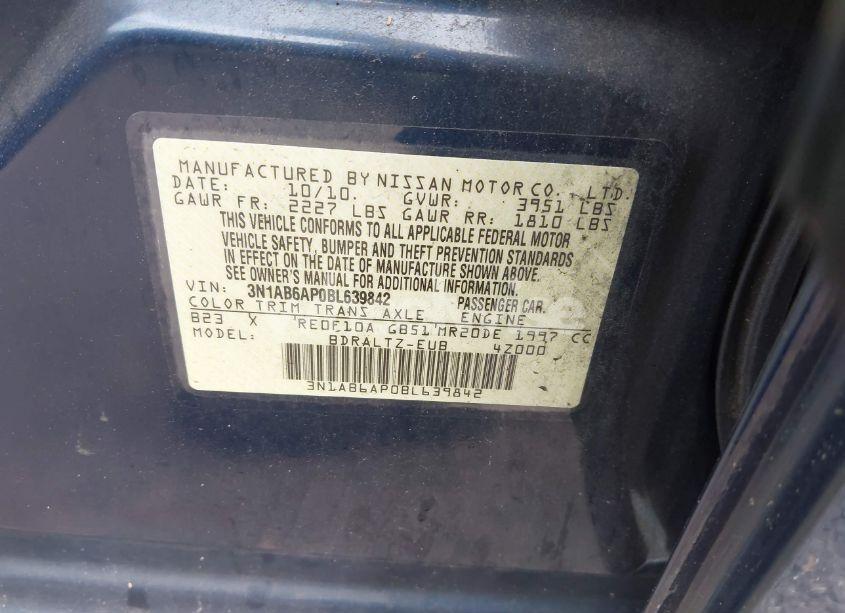 MANUFACTURED BY NISSAN MOTOR CO., LTD.
DATE: 10/10. GVWR: 3951 LBS
GAWR FR: 2227 LBS GAWR RR: 1810 LBS
THIS VEHICLE CONFORMS TO ALL APPLICABLE FEDERAL MOTOR
VEHICLE SAFETY, BUMPER AND THEFT PREVENTION STANDARDS
IN EFFECT ON THE DATE OF MANUFACTURE SHOWN ABOVE.
SEE OWNER'S MANUAL FOR ADDITIONAL INFORMATION.
VIN: 3N1AB6AP0BL639842 PASSENGER CAR.
COLOR TRIM TRANS AXLE ENGINE
B23 X RE0F10A GB51 MR20DE 1997 CC
MODEL: BDRALTZ-EUB 4Z000
3N1AB6AP0BL639842